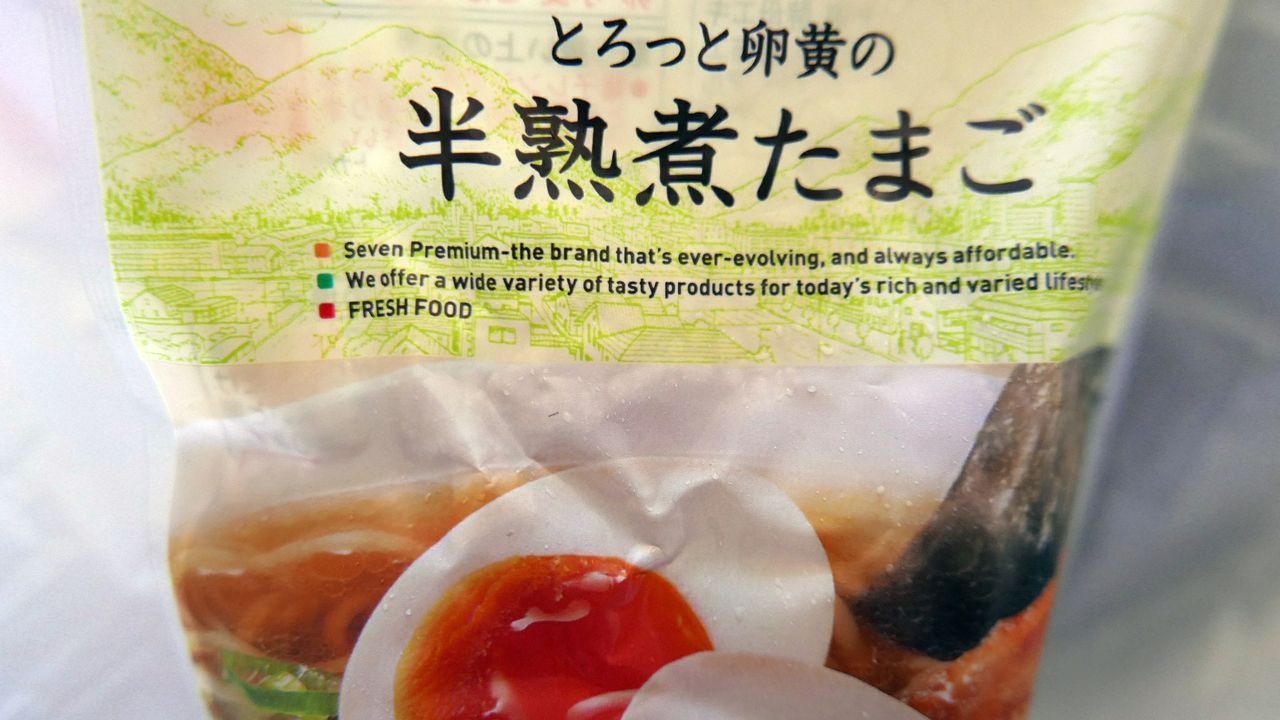 とろっと卵黄の
半熟煮たまご
Seven Premium-the brand that's ever-evolving, and always affordable.
We offer a wide variety of tasty products for today's rich and varied
FRESH FOOD